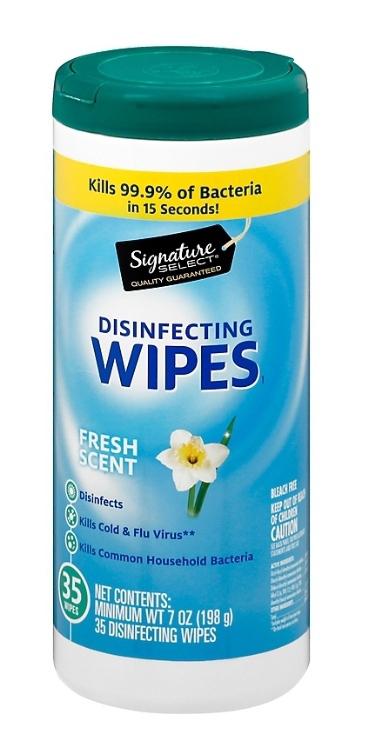 Kills 99.9% of Bacteria
in 15 Seconds!
Signature
SELECT®
QUALITY GUARANTEED
DISINFECTING
WIPES
FRESH
SCENT
Disinfects
Kills Cold & Flu Virus**
Kills Common Household Bacteria
35
WIPES
NET CONTENTS:
MINIMUM WT 7 OZ (198 g)
35 DISINFECTING WIPES
BLEACH FREE
KEEP OUT OF REACH
OF CHILDREN
CAUTION